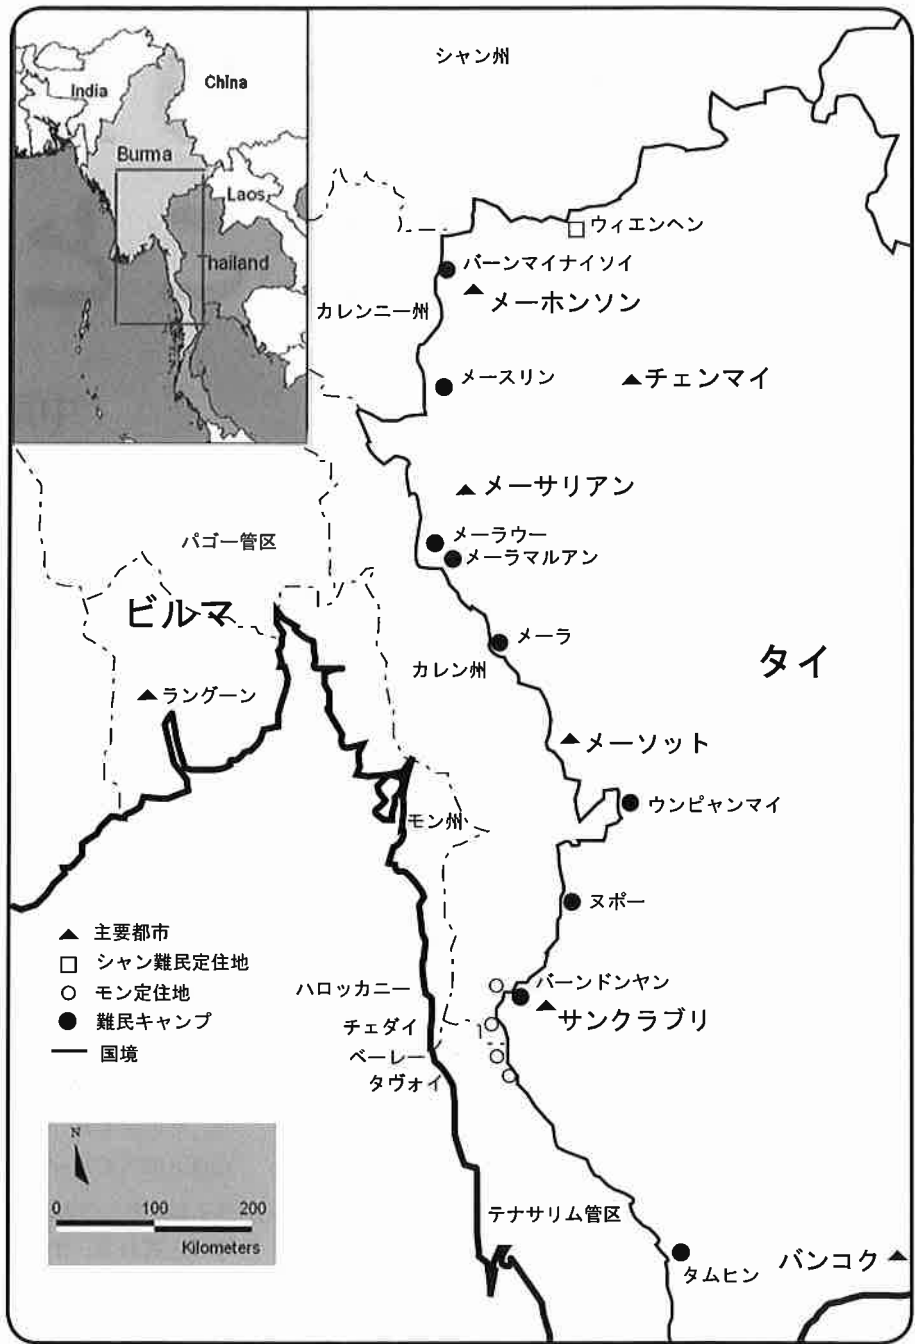 India
China
Burma
Laos
Thailand
シャン州
ウィエンヘン
バーンマイナイソイ
メーホンソン
カレンニー州
メースリン
チェンマイ
メーサリアン
パゴー管区
メーラウー
メーラマルアン
ビルマ
メーラ
カレン州
タイ
ラングーン
メーソット
ウンピャンマイ
モン州
ヌポー
主要都市
シャン難民定住地
モン定住地
難民キャンプ
国境
ハロッカニー
バーンドンヤン
サンクラブリ
チェダイ
ベーレー
タヴォイ
N
0 100 200
Kilometers
テナサリム管区
タムヒン
バンコク